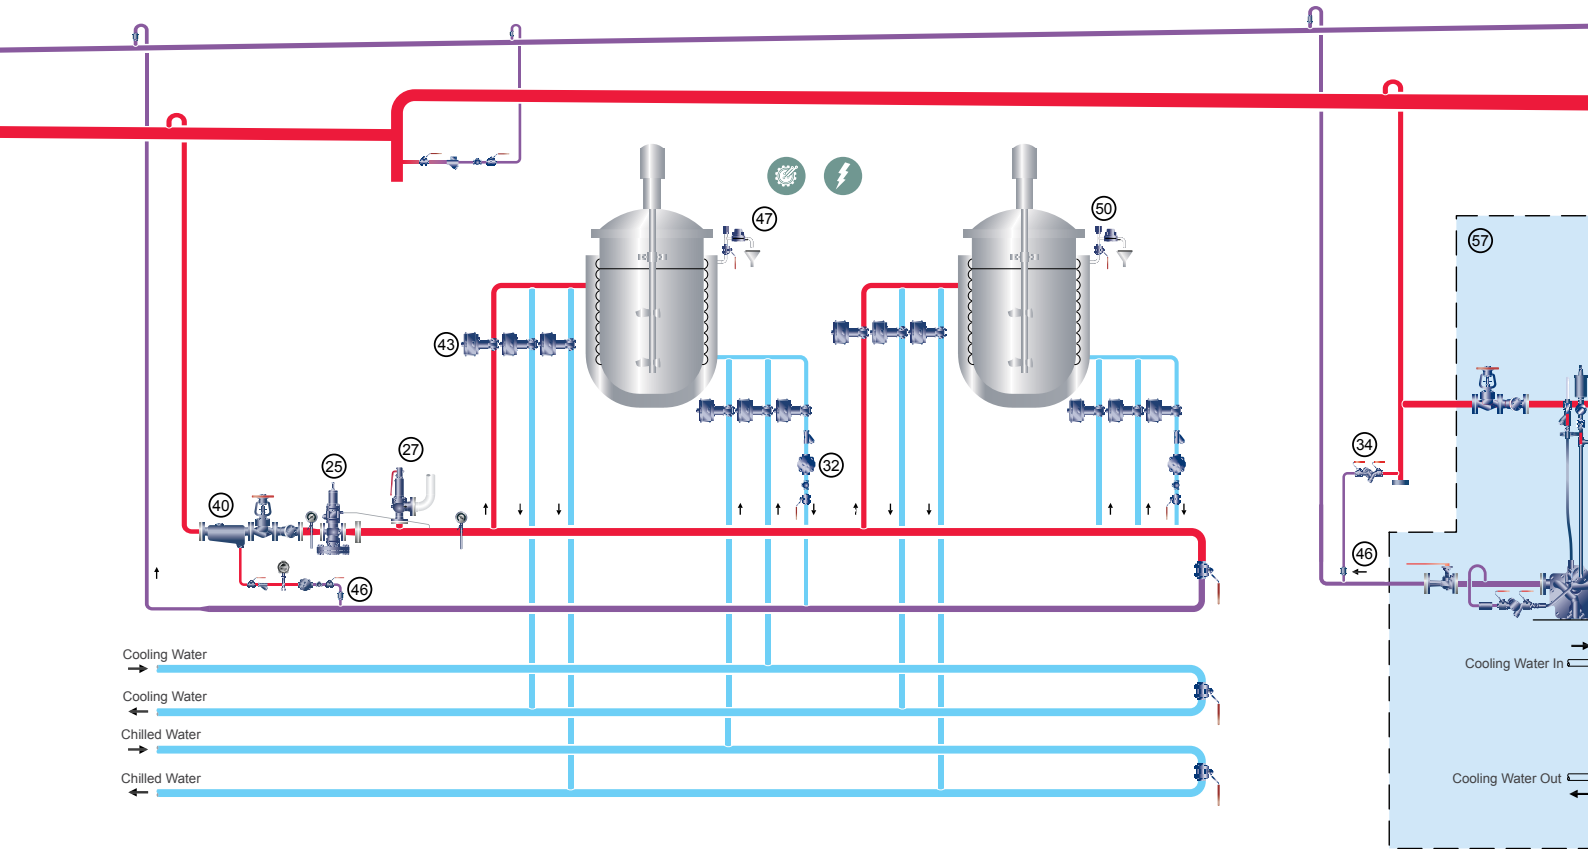 47
50
57
43
34
27
25
32
40
46
46
Cooling Water
Cooling Water In
Cooling Water
Chilled Water
Chilled Water
Cooling Water Out